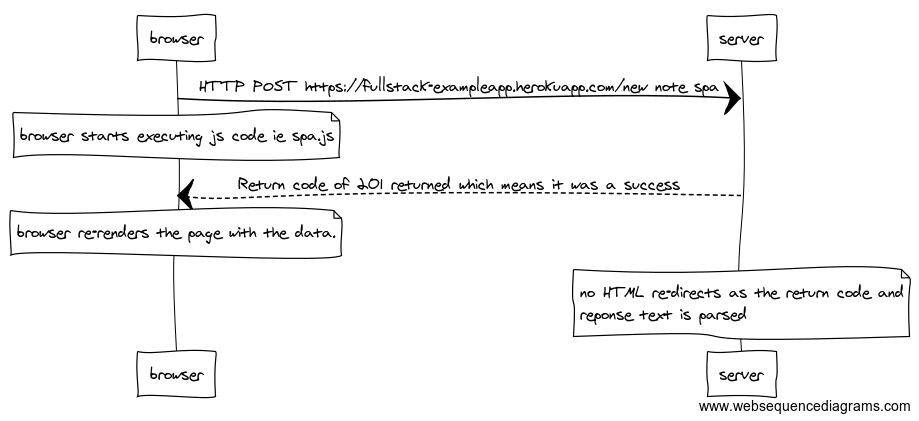 browser
server
HTTP POST https://fullstack-exampleapp.herokuapp.com/new note spa
browser starts executing js code ie spa.js
Return code of 201 returned which means it was a success
browser re-renders the page with the data.
no HTML re-directs as the return code and
reponse text is parsed
browser
server
www.websequencediagrams.com